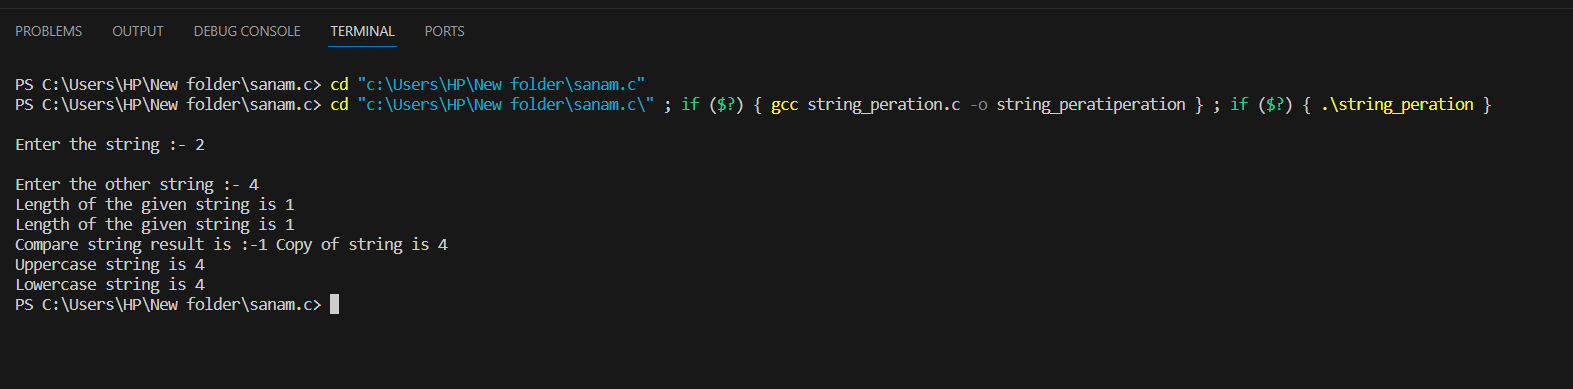 PROBLEMS OUTPUT DEBUG CONSOLE TERMINAL PORTS
PS C:\Users\HP\New folder\sanam.c> cd "c:\Users\HP\New folder\sanam.c"
PS C:\Users\HP\New folder\sanam.c> cd "c:\Users\HP\New folder\sanam.c\" ; if ($?) { gcc string_peration.c -o string_peratiperation } ; if ($?) { .\string_peration }
Enter the string :- 2
Enter the other string :- 4
Length of the given string is 1
Length of the given string is 1
Compare string result is :-1 Copy of string is 4
Uppercase string is 4
Lowercase string is 4
PS C:\Users\HP\New folder\sanam.c>